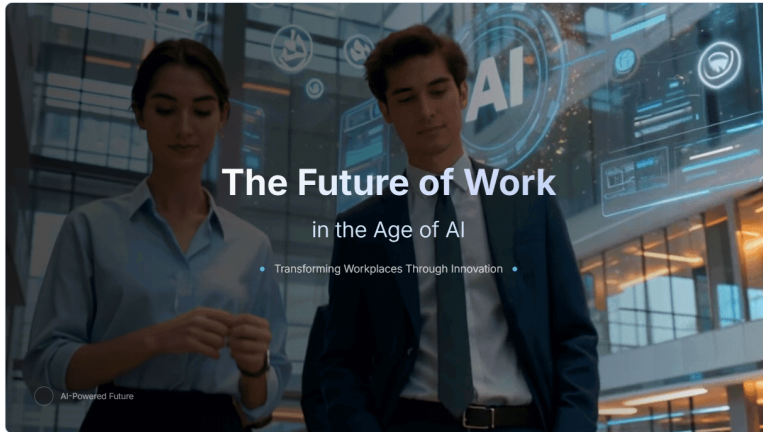 AI
The Future of Work
in the Age of AI
Transforming Workplaces Through Innovation
AI-Powered Future